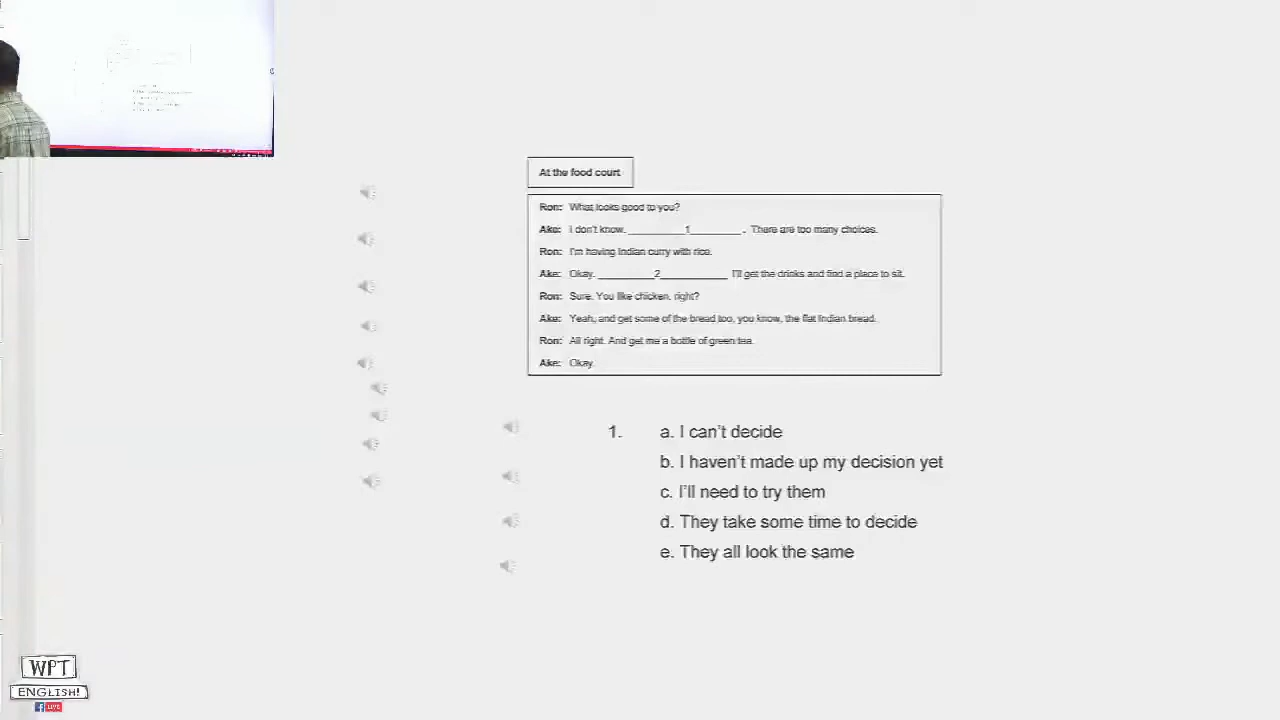 At the food court
Ron: What looks good to you?
Ake: I don't know. __________1__________ . There are too many choices.
Ron: I'm having Indian curry with rice.
Ake: Okay. __________2____________ I'll get the drinks and find a place to sit.
Ron: Sure. You like chicken, right?
Ake: Yeah, and get some of the bread too, you know, the flat Indian bread.
Ron: All right. And get me a bottle of green tea.
Ake: Okay.
1. a. I can't decide
b. I haven't made up my decision yet
c. I'll need to try them
d. They take some time to decide
e. They all look the same
WPT
ENGLISH!
f LIVE